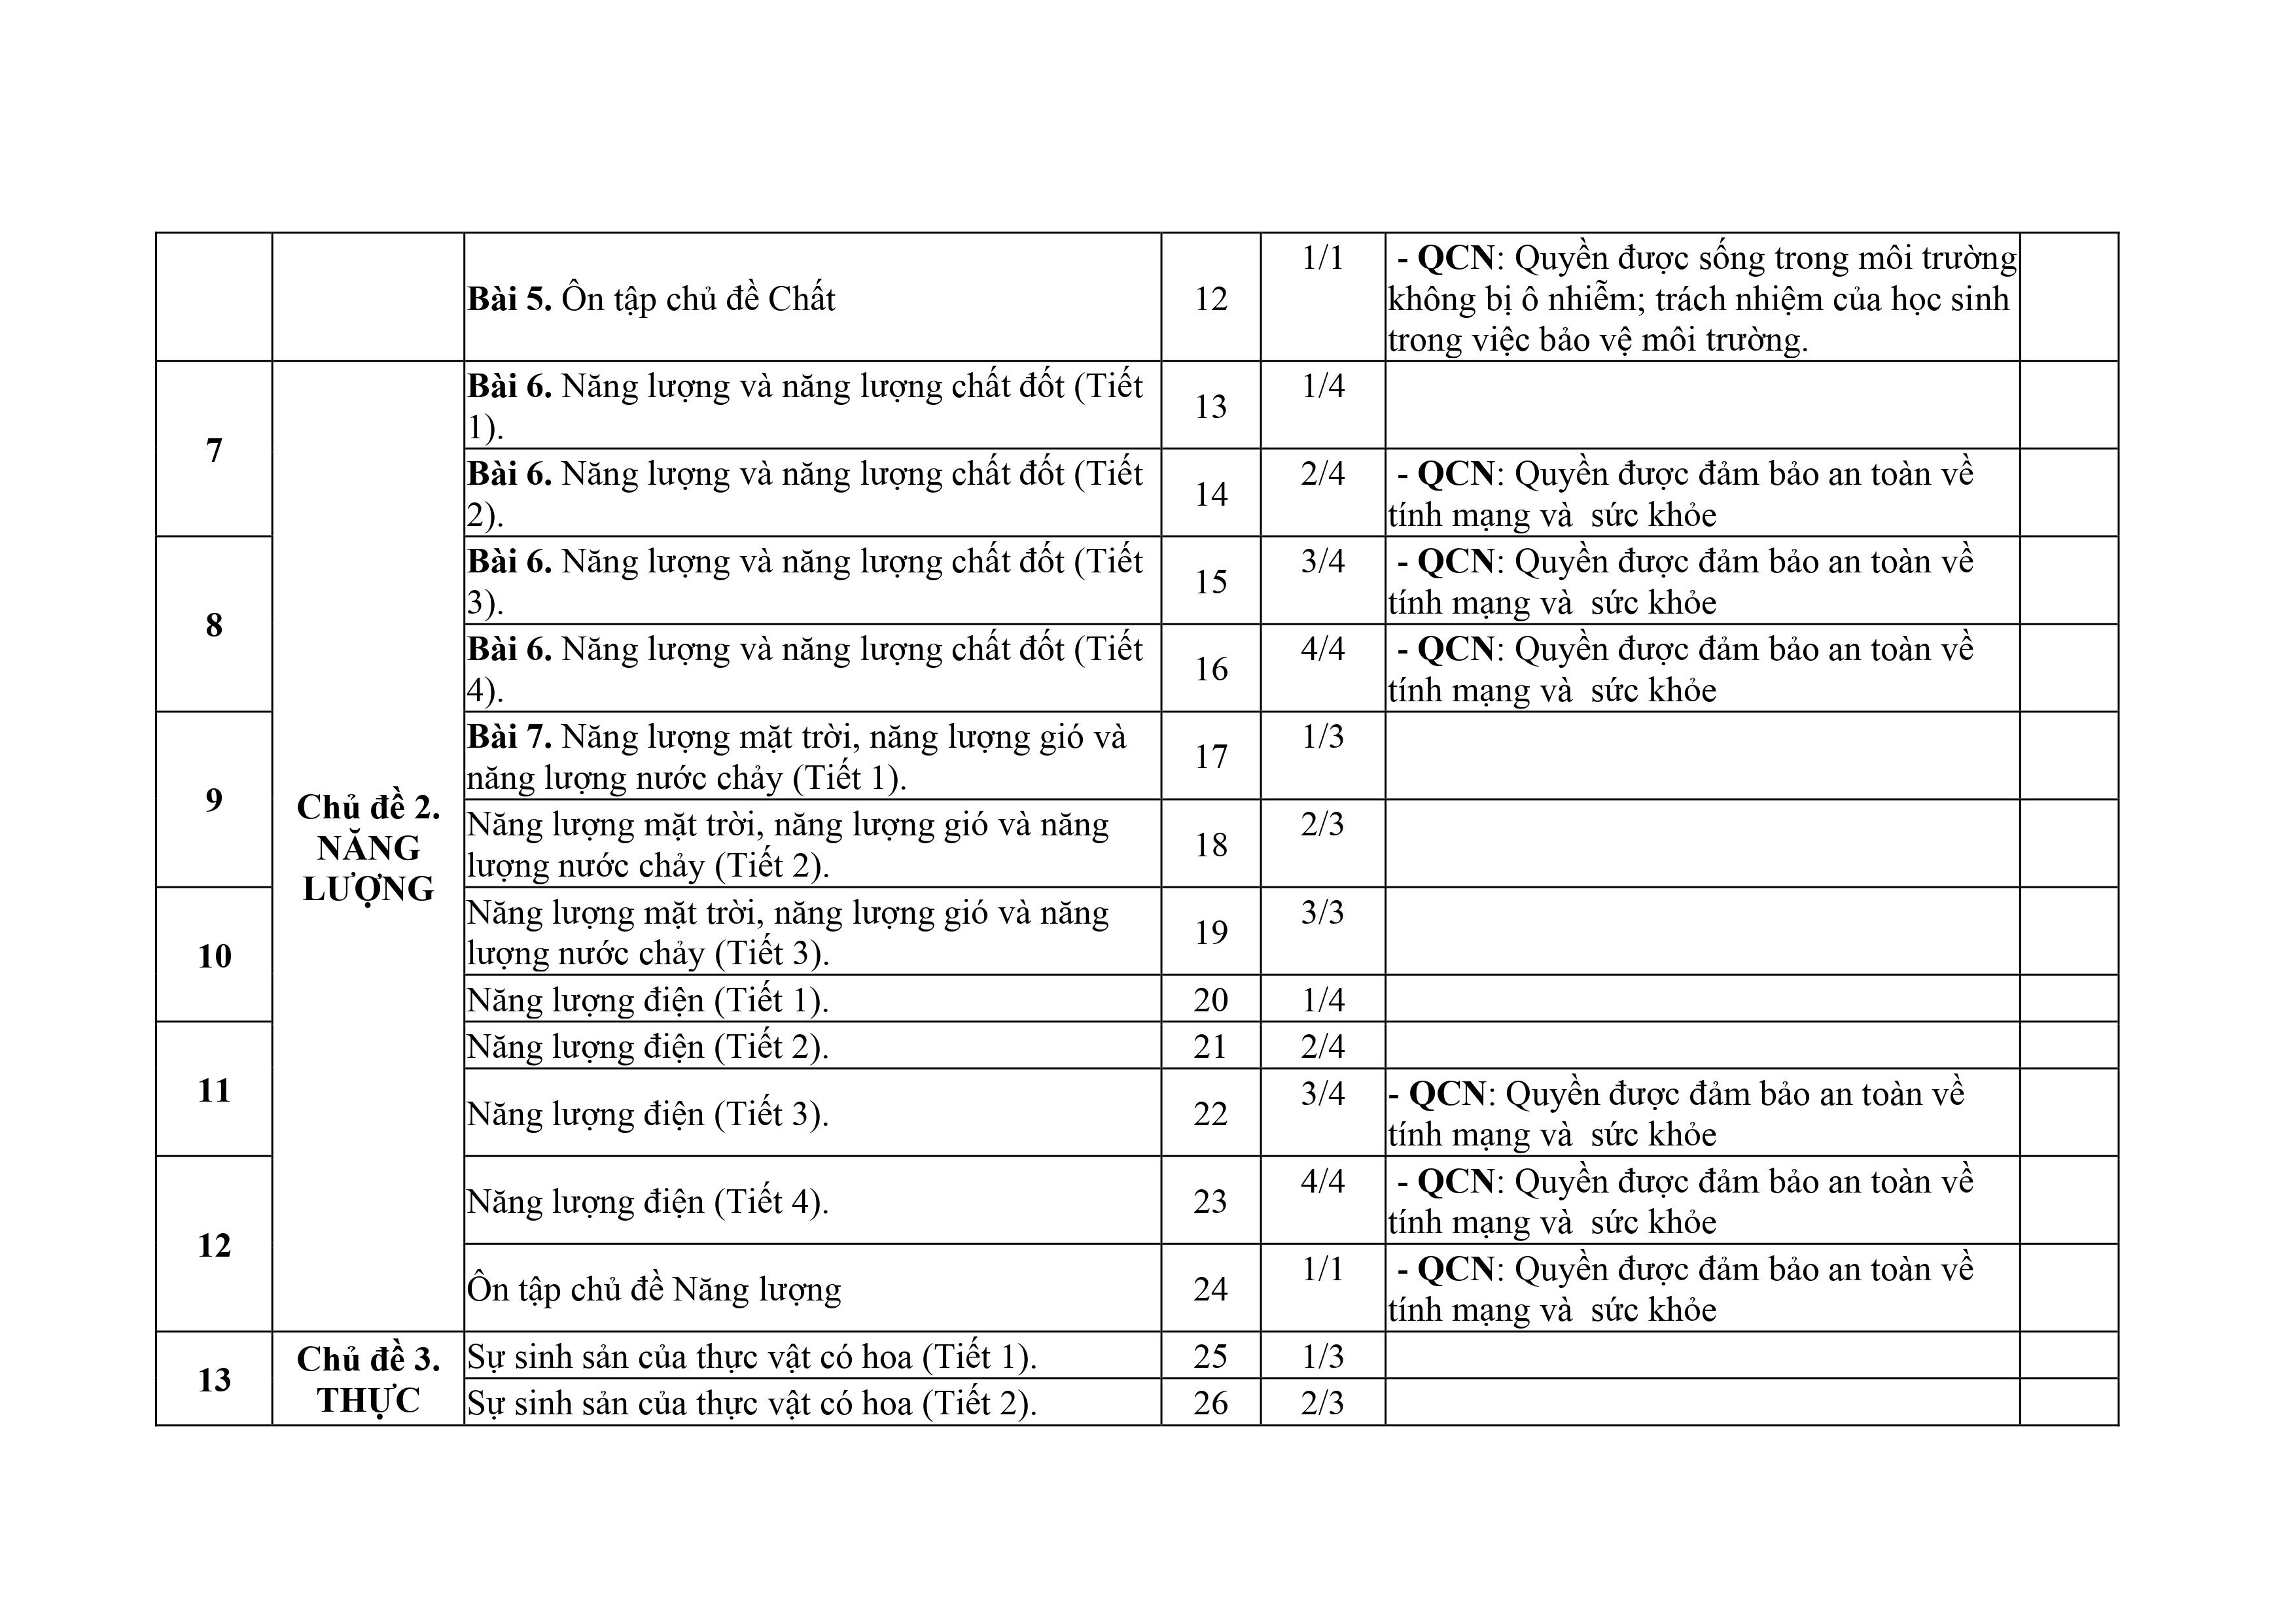 Bài 5. Ôn tập chủ đề Chất
12
1/1
- QCN: Quyền được sống trong môi trường
không bị ô nhiễm; trách nhiệm của học sinh
trong việc bảo vệ môi trường.
7
Chủ đề 2.
NĂNG
LƯỢNG
Bài 6. Năng lượng và năng lượng chất đốt (Tiết
1).
13
1/4
Bài 6. Năng lượng và năng lượng chất đốt (Tiết
2).
14
2/4
- QCN: Quyền được đảm bảo an toàn về
tính mạng và  sức khỏe
8
Bài 6. Năng lượng và năng lượng chất đốt (Tiết
3).
15
3/4
- QCN: Quyền được đảm bảo an toàn về
tính mạng và  sức khỏe
Bài 6. Năng lượng và năng lượng chất đốt (Tiết
4).
16
4/4
- QCN: Quyền được đảm bảo an toàn về
tính mạng và  sức khỏe
9
Bài 7. Năng lượng mặt trời, năng lượng gió và
năng lượng nước chảy (Tiết 1).
17
1/3
Năng lượng mặt trời, năng lượng gió và năng
lượng nước chảy (Tiết 2).
18
2/3
10
Năng lượng mặt trời, năng lượng gió và năng
lượng nước chảy (Tiết 3).
19
3/3
Năng lượng điện (Tiết 1).
20
1/4
11
Năng lượng điện (Tiết 2).
21
2/4
Năng lượng điện (Tiết 3).
22
3/4
- QCN: Quyền được đảm bảo an toàn về
tính mạng và  sức khỏe
12
Năng lượng điện (Tiết 4).
23
4/4
- QCN: Quyền được đảm bảo an toàn về
tính mạng và  sức khỏe
Ôn tập chủ đề Năng lượng
24
1/1
- QCN: Quyền được đảm bảo an toàn về
tính mạng và  sức khỏe
13
Chủ đề 3.
THỰC
Sự sinh sản của thực vật có hoa (Tiết 1).
25
1/3
Sự sinh sản của thực vật có hoa (Tiết 2).
26
2/3